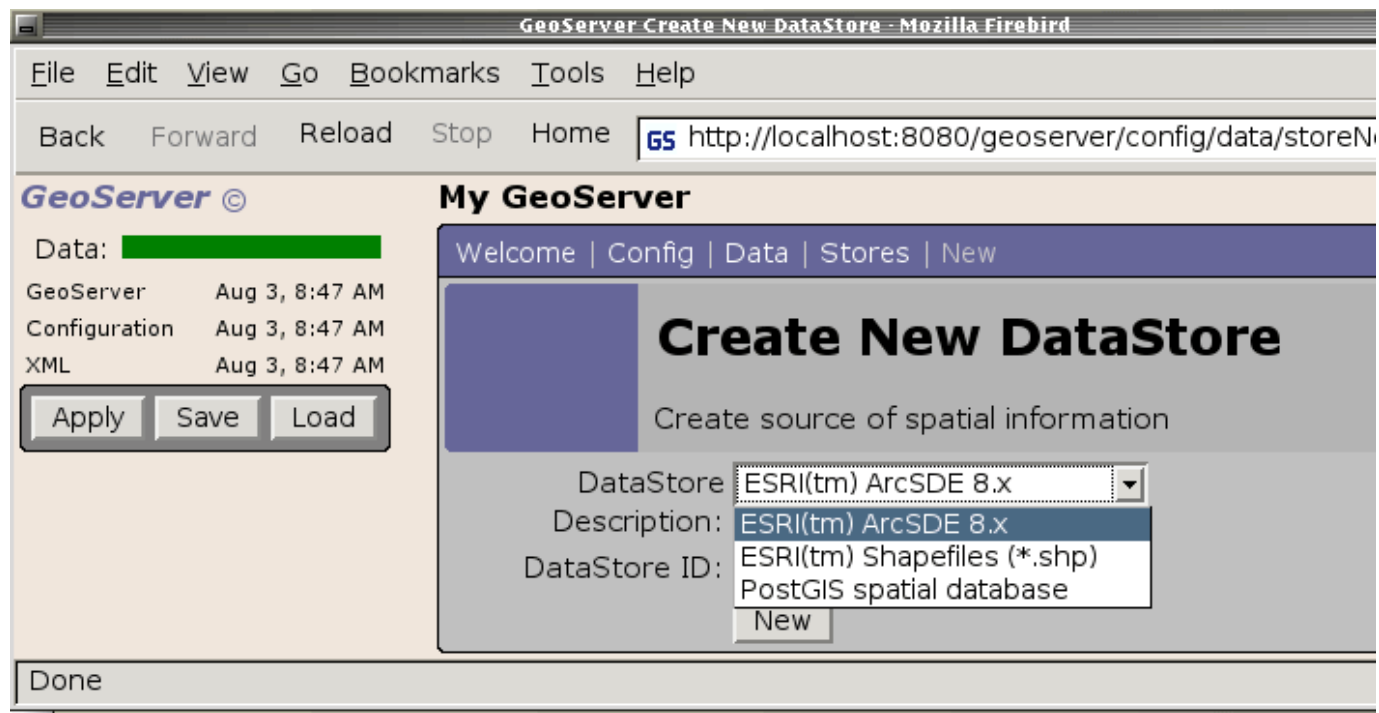 GeoServer Create New DataStore - Mozilla Firebird
File Edit View Go Bookmarks Tools Help
Back Forward Reload Stop Home GS http://localhost:8080/geoserver/config/data/storeN
GeoServer ©
Data:
GeoServer Aug 3, 8:47 AM
Configuration Aug 3, 8:47 AM
XML Aug 3, 8:47 AM
Apply Save Load
My GeoServer
Welcome | Config | Data | Stores | New
Create New DataStore
Create source of spatial information
DataStore ESRI(tm) ArcSDE 8.x
Description: ESRI(tm) ArcSDE 8.x
ESRI(tm) Shapefiles (*.shp)
DataStore ID:
PostGIS spatial database
New
Done